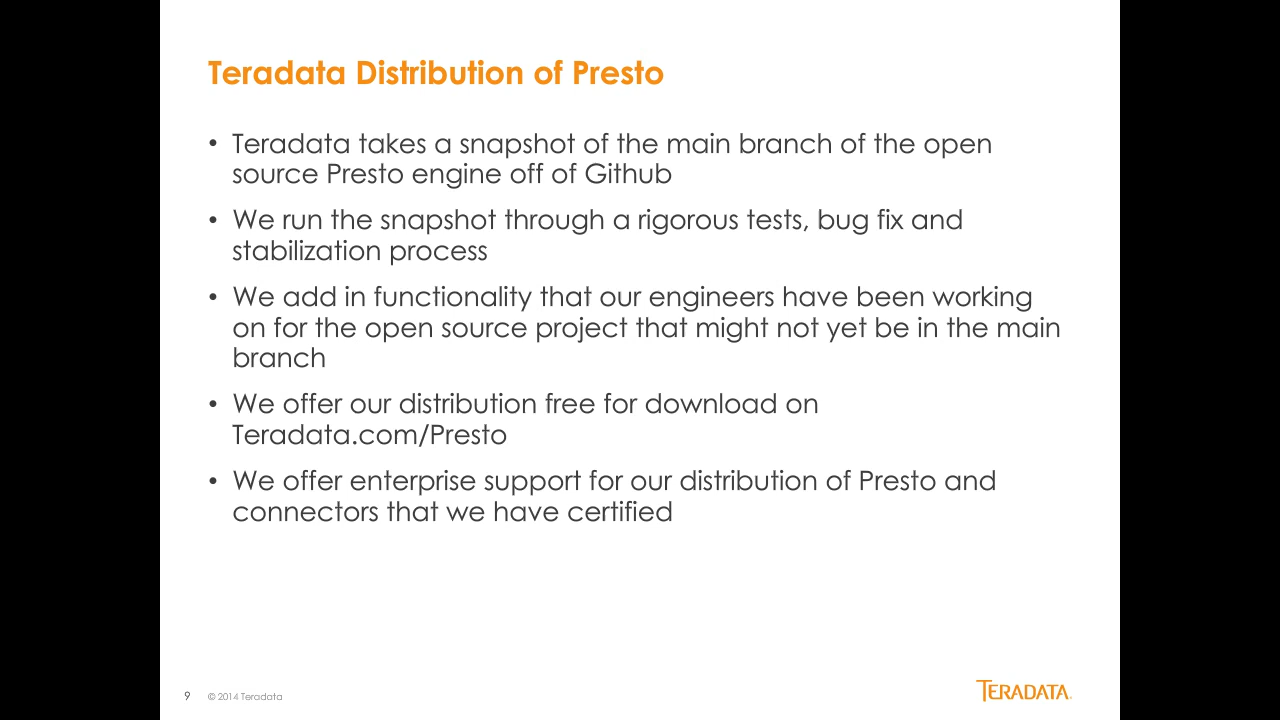 Teradata Distribution of Presto
• Teradata takes a snapshot of the main branch of the open
source Presto engine off of Github
• We run the snapshot through a rigorous tests, bug fix and
stabilization process
• We add in functionality that our engineers have been working
on for the open source project that might not yet be in the main
branch
• We offer our distribution free for download on
Teradata.com/Presto
• We offer enterprise support for our distribution of Presto and
connectors that we have certified
9 © 2014 Teradata
TERADATA